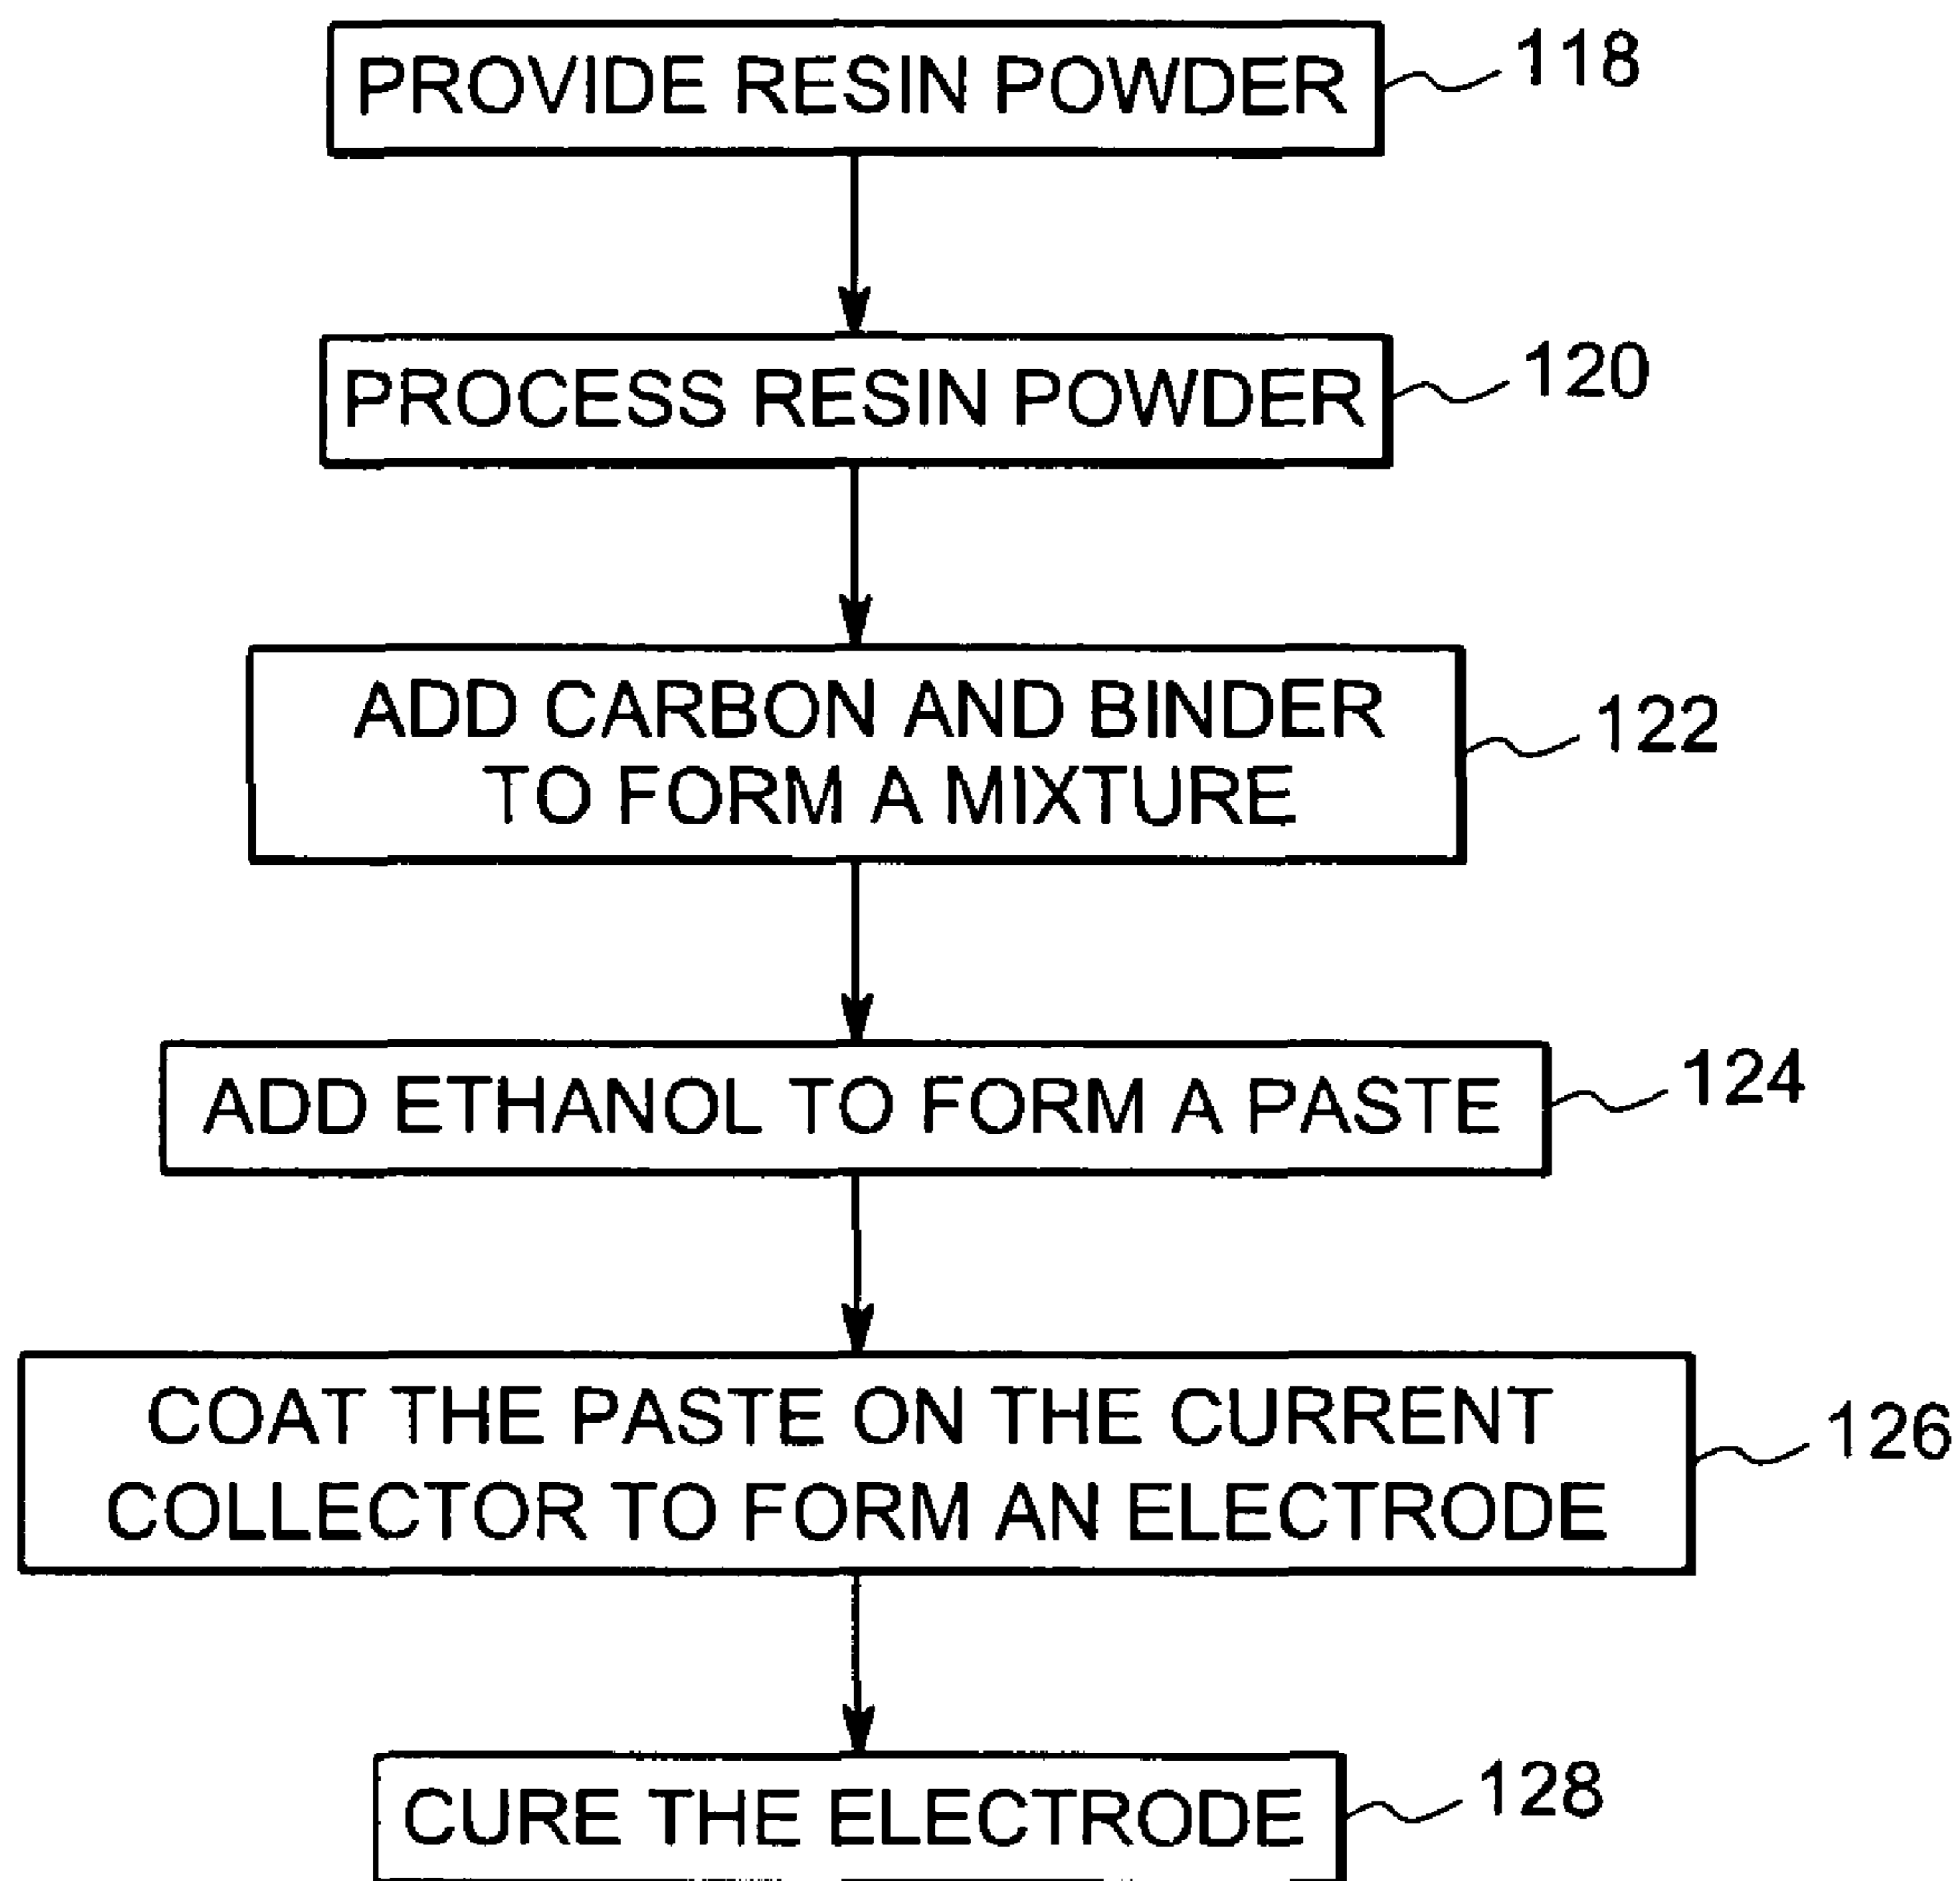 PROVIDE RESIN POWDER
118
PROCESS RESIN POWDER
120
ADD CARBON AND BINDER
TO FORM A MIXTURE
122
ADD ETHANOL TO FORM A PASTE
124
COAT THE PASTE ON THE CURRENT
COLLECTOR TO FORM AN ELECTRODE
126
CURE THE ELECTRODE
128